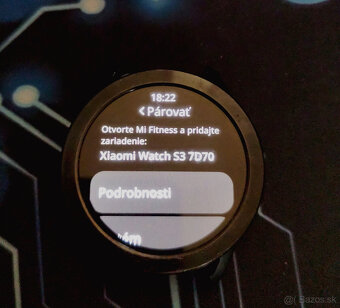 18:22
< Párovať
Otvorte Mi Fitness a pridajte
zariadenie:
Xiaomi Watch S3 7D70
Podrobnosti
© Bazos.sk